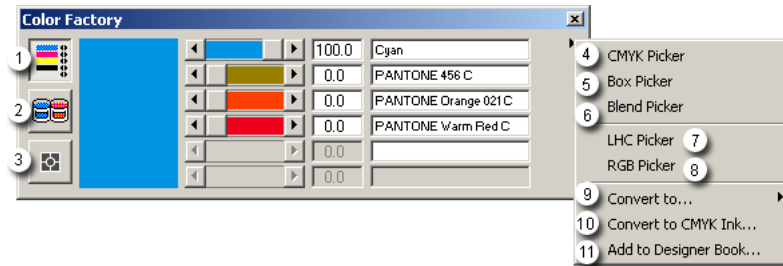 Color Factory
1
100.0 Cyan
0.0 PANTONE 456 C
2
0.0 PANTONE Orange 021 C
0.0 PANTONE Warm Red C
3
0.0
0.0
4 CMYK Picker
5 Box Picker
6 Blend Picker
LHC Picker 7
RGB Picker 8
9 Convert to...
10 Convert to CMYK Ink...
11 Add to Designer Book...